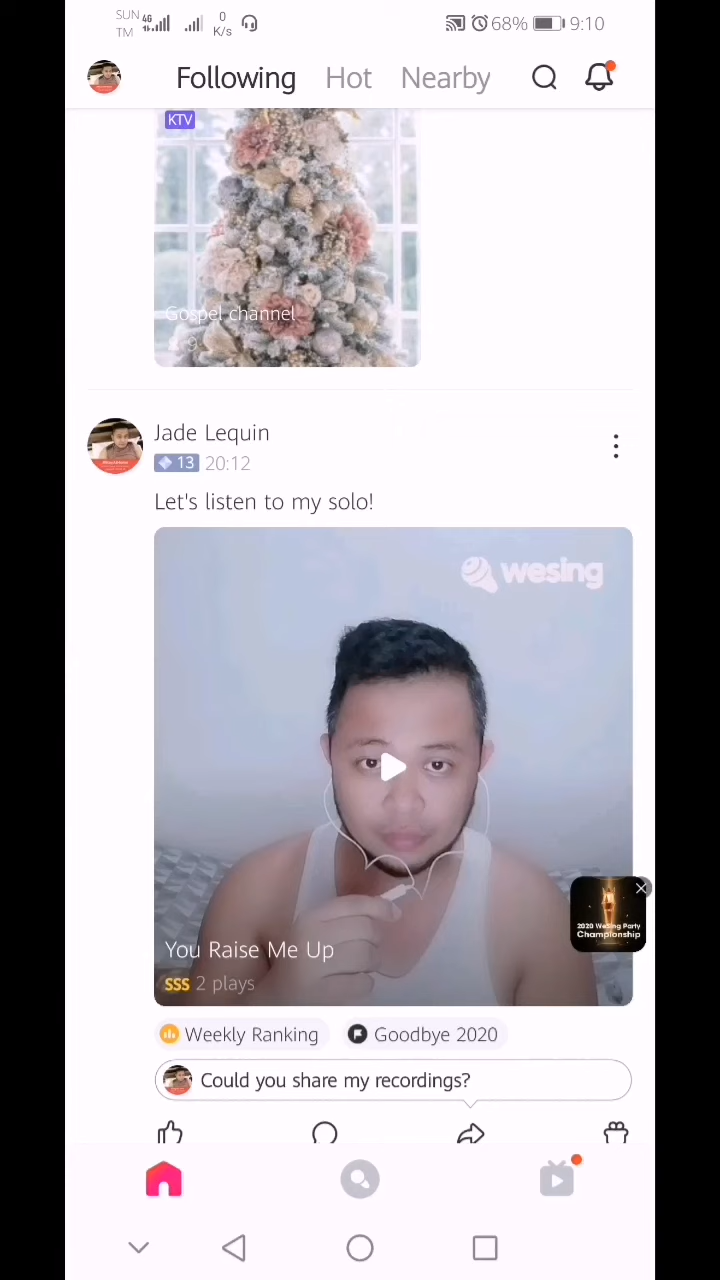 SUN 4G 0 68% 9:10
TM K/s
Following Hot Nearby
KTV
Gospel channel
9
Jade Lequin
13 20:12
Let's listen to my solo!
wesing
2020 WeSing Party
Championship
You Raise Me Up
SSS 2 plays
Weekly Ranking Goodbye 2020
Could you share my recordings?